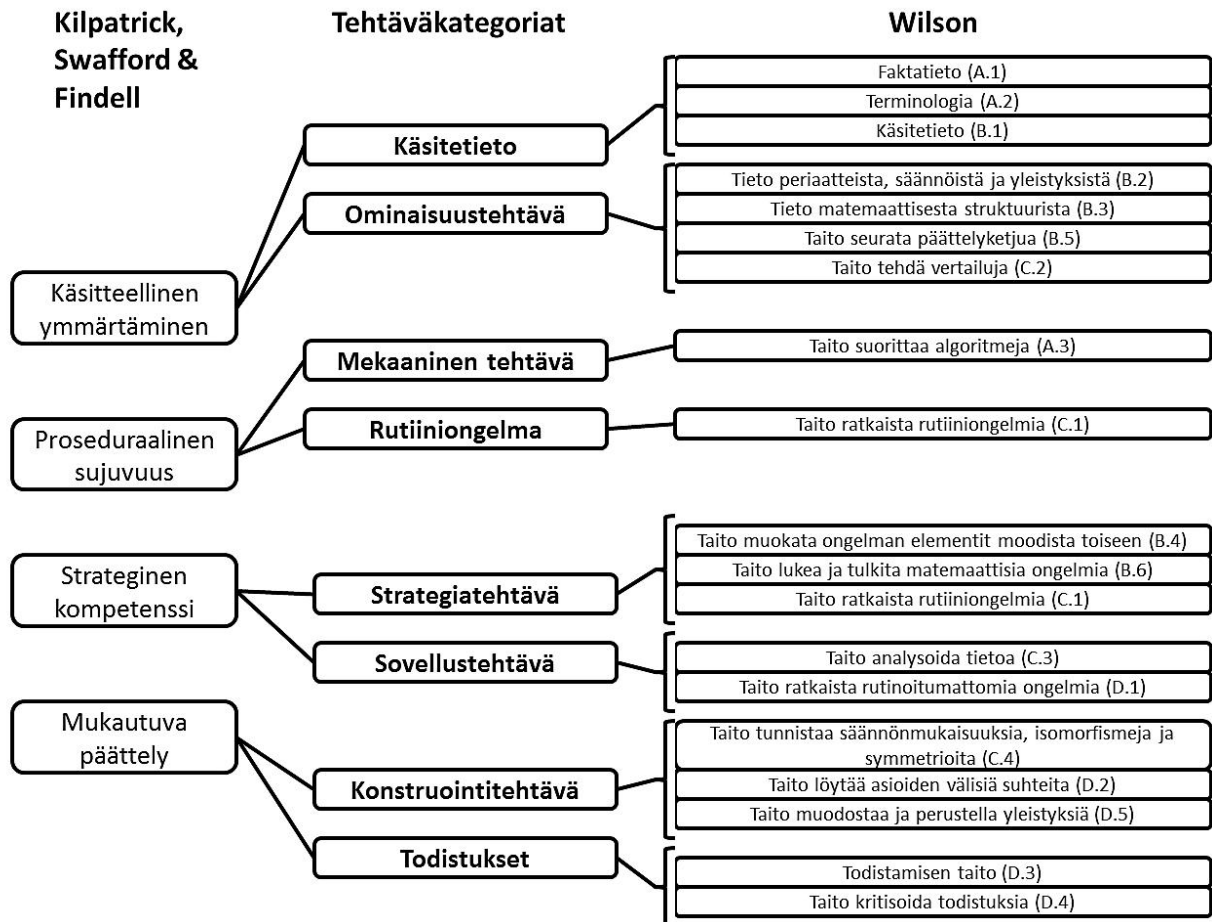 Kilpatrick,
Swafford &
Findell
Tehtäväkategoriat
Wilson
Faktatieto (A.1)
Terminologia (A.2)
Käsitetieto (B.1)
Käsitetieto
Tieto periaatteista, säännöistä ja yleistyksistä (B.2)
Tieto matemaattisesta struktuurista (B.3)
Taito seurata päättelyketjua (B.5)
Taito tehdä vertailuja (C.2)
Ominaisuustehtävä
Käsitteellinen
ymmärtäminen
Mekaaninen tehtävä
Taito suorittaa algoritmeja (A.3)
Rutiiniongelma
Taito ratkaista rutiiniongelmia (C.1)
Proseduraalinen
sujuvuus
Taito muokata ongelman elementit moodista toiseen (B.4)
Taito lukea ja tulkita matemaattisia ongelmia (B.6)
Taito ratkaista rutiiniongelmia (C.1)
Strateginen
kompetenssi
Strategiatehtävä
Sovellustehtävä
Taito analysoida tietoa (C.3)
Taito ratkaista rutinoitumattomia ongelmia (D.1)
Mukautuva
päättely
Taito tunnistaa säännönmukaisuuksia, isomorfismeja ja
symmetrioita (C.4)
Taito löytää asioiden välisiä suhteita (D.2)
Taito muodostaa ja perustella yleistyksiä (D.5)
Konstruointitehtävä
Todistukset
Todistamisen taito (D.3)
Taito kritisoida todistuksia (D.4)